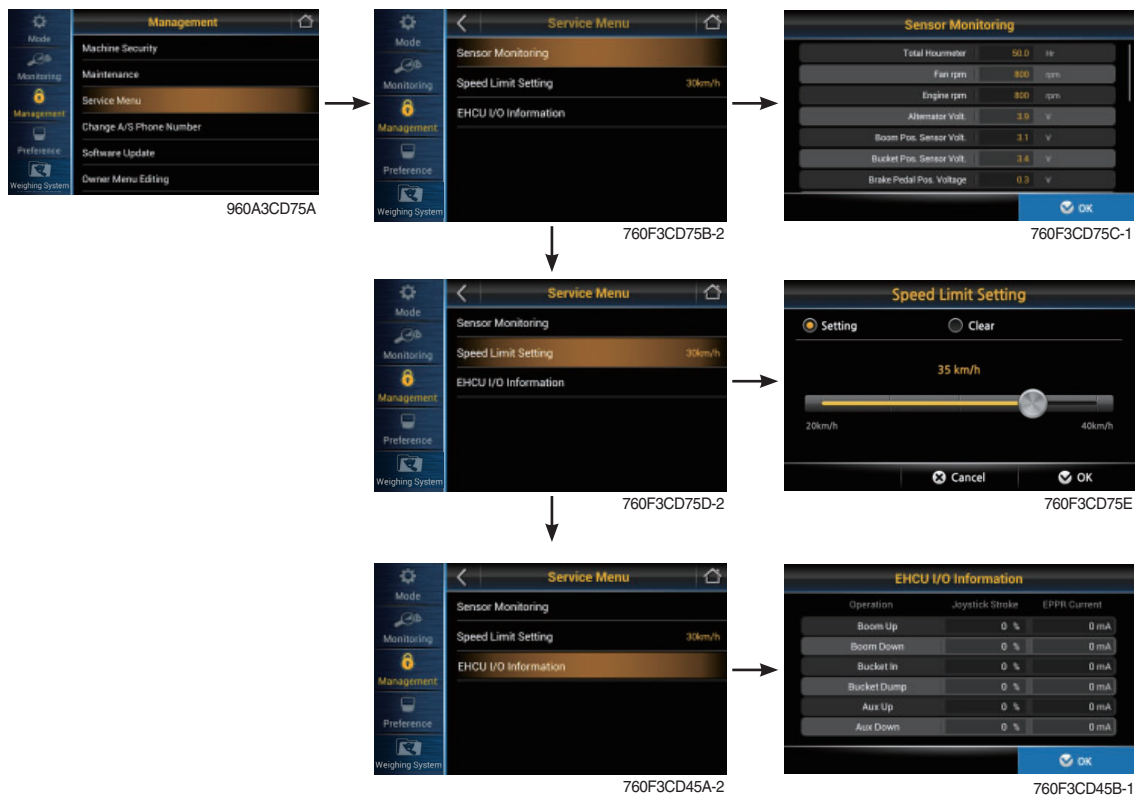 Management
Mode
Monitoring
Management
Preference
Weighing System
Machine Security
Maintenance
Service Menu
Change A/S Phone Number
Software Update
Owner Menu Editing
960A3CD75A
Service Menu
Mode
Monitoring
Management
Preference
Weighing System
Sensor Monitoring
Speed Limit Setting 30km/h
EHCU I/O Information
760F3CD75B-2
Sensor Monitoring
Total Hourmeter 50.0 Hr
Fan rpm 800 rpm
Engine rpm 800 rpm
Alternator Volt. 3.9 V
Boom Pos. Sensor Volt. 3.1 V
Bucket Pos. Sensor Volt. 3.4 V
Brake Pedal Pos. Voltage 0.3 V
OK
760F3CD75C-1
Service Menu
Mode
Monitoring
Management
Preference
Weighing System
Sensor Monitoring
Speed Limit Setting 30km/h
EHCU I/O Information
760F3CD75D-2
Speed Limit Setting
Setting Clear
35 km/h
20km/h 40km/h
Cancel OK
760F3CD75E
Service Menu
Mode
Monitoring
Management
Preference
Weighing System
Sensor Monitoring
Speed Limit Setting 30km/h
EHCU I/O Information
760F3CD45A-2
EHCU I/O Information
Operation Joystick Stroke EPPR Current
Boom Up 0 % 0 mA
Boom Down 0 % 0 mA
Bucket In 0 % 0 mA
Bucket Dump 0 % 0 mA
Aux Up 0 % 0 mA
Aux Down 0 % 0 mA
OK
760F3CD45B-1